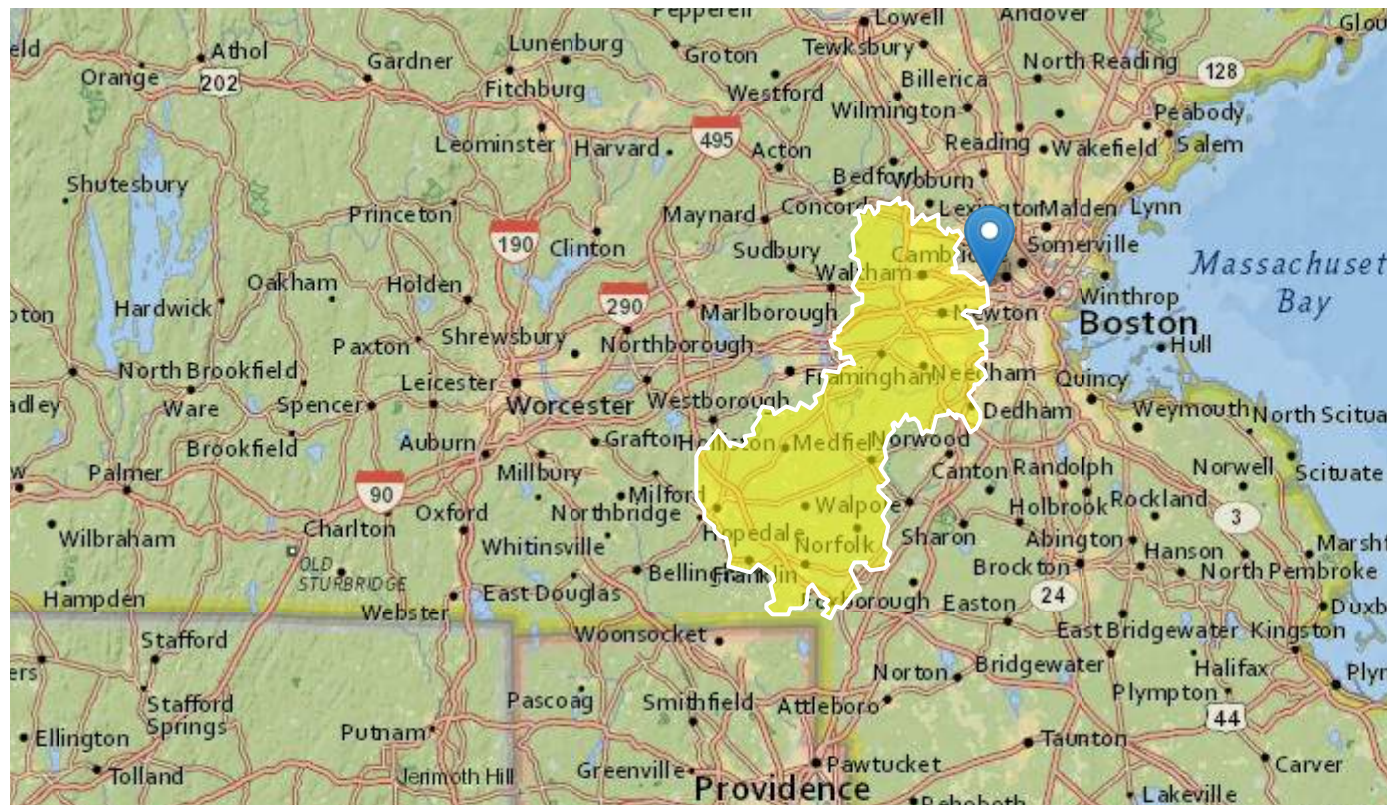 Pepperell
Lowell
Andover
Glou
eld
Athol
Lunenburg
Groton
Tewksbury
Orange
202
Gardner
Fitchburg
Billerica
North Reading
128
Westford
Wilmington
Peabody
Leominster
Harvard
495
Acton
Reading
Wakefield
Salem
Shutesbury
Bedford
Woburn
Princeton
Maynard
Concord
Lexington
Malden
Lynn
190
Clinton
Sudbury
Somerville
Massachuset
Bay
Oakham
Holden
Waltham
Hardwick
290
Marlborough
Winthrop
oton
Newton
Boston
Paxton
Shrewsbury
Northborough
Hull
North Brookfield
Leicester
Framingham
Needham
Quincy
adley
Ware
Spencer
Worcester
Westborough
Dedham
Weymouth
North Scitua
Brookfield
Auburn
Grafton
Holliston
Medfield
Norwood
w
Palmer
Millbury
Canton
Randolph
Norwell
Scituate
90
Milford
Walpole
Holbrook
Rockland
3
Charlton
Oxford
Northbridge
Hopedale
Wilbraham
Whitinsville
Norfolk
Sharon
Abington
Hanson
Marsh
OLD
STURBRIDGE
Bellingham
Franklin
Brockton
North Pembroke
Hampden
Webster
East Douglas
Foxborough
Easton
24
Duxb
Stafford
Woonsocket
East Bridgewater
Kingston
ers
Norton
Bridgewater
Halifax
Plyr
Stafford
Springs
Pascoag
Smithfield
Attleboro
Plympton
44
Ellington
Putnam
Taunton
Tolland
Jerimoth Hill
Greenville
Pawtucket
Carver
Providence
Rehoboth
Lakeville